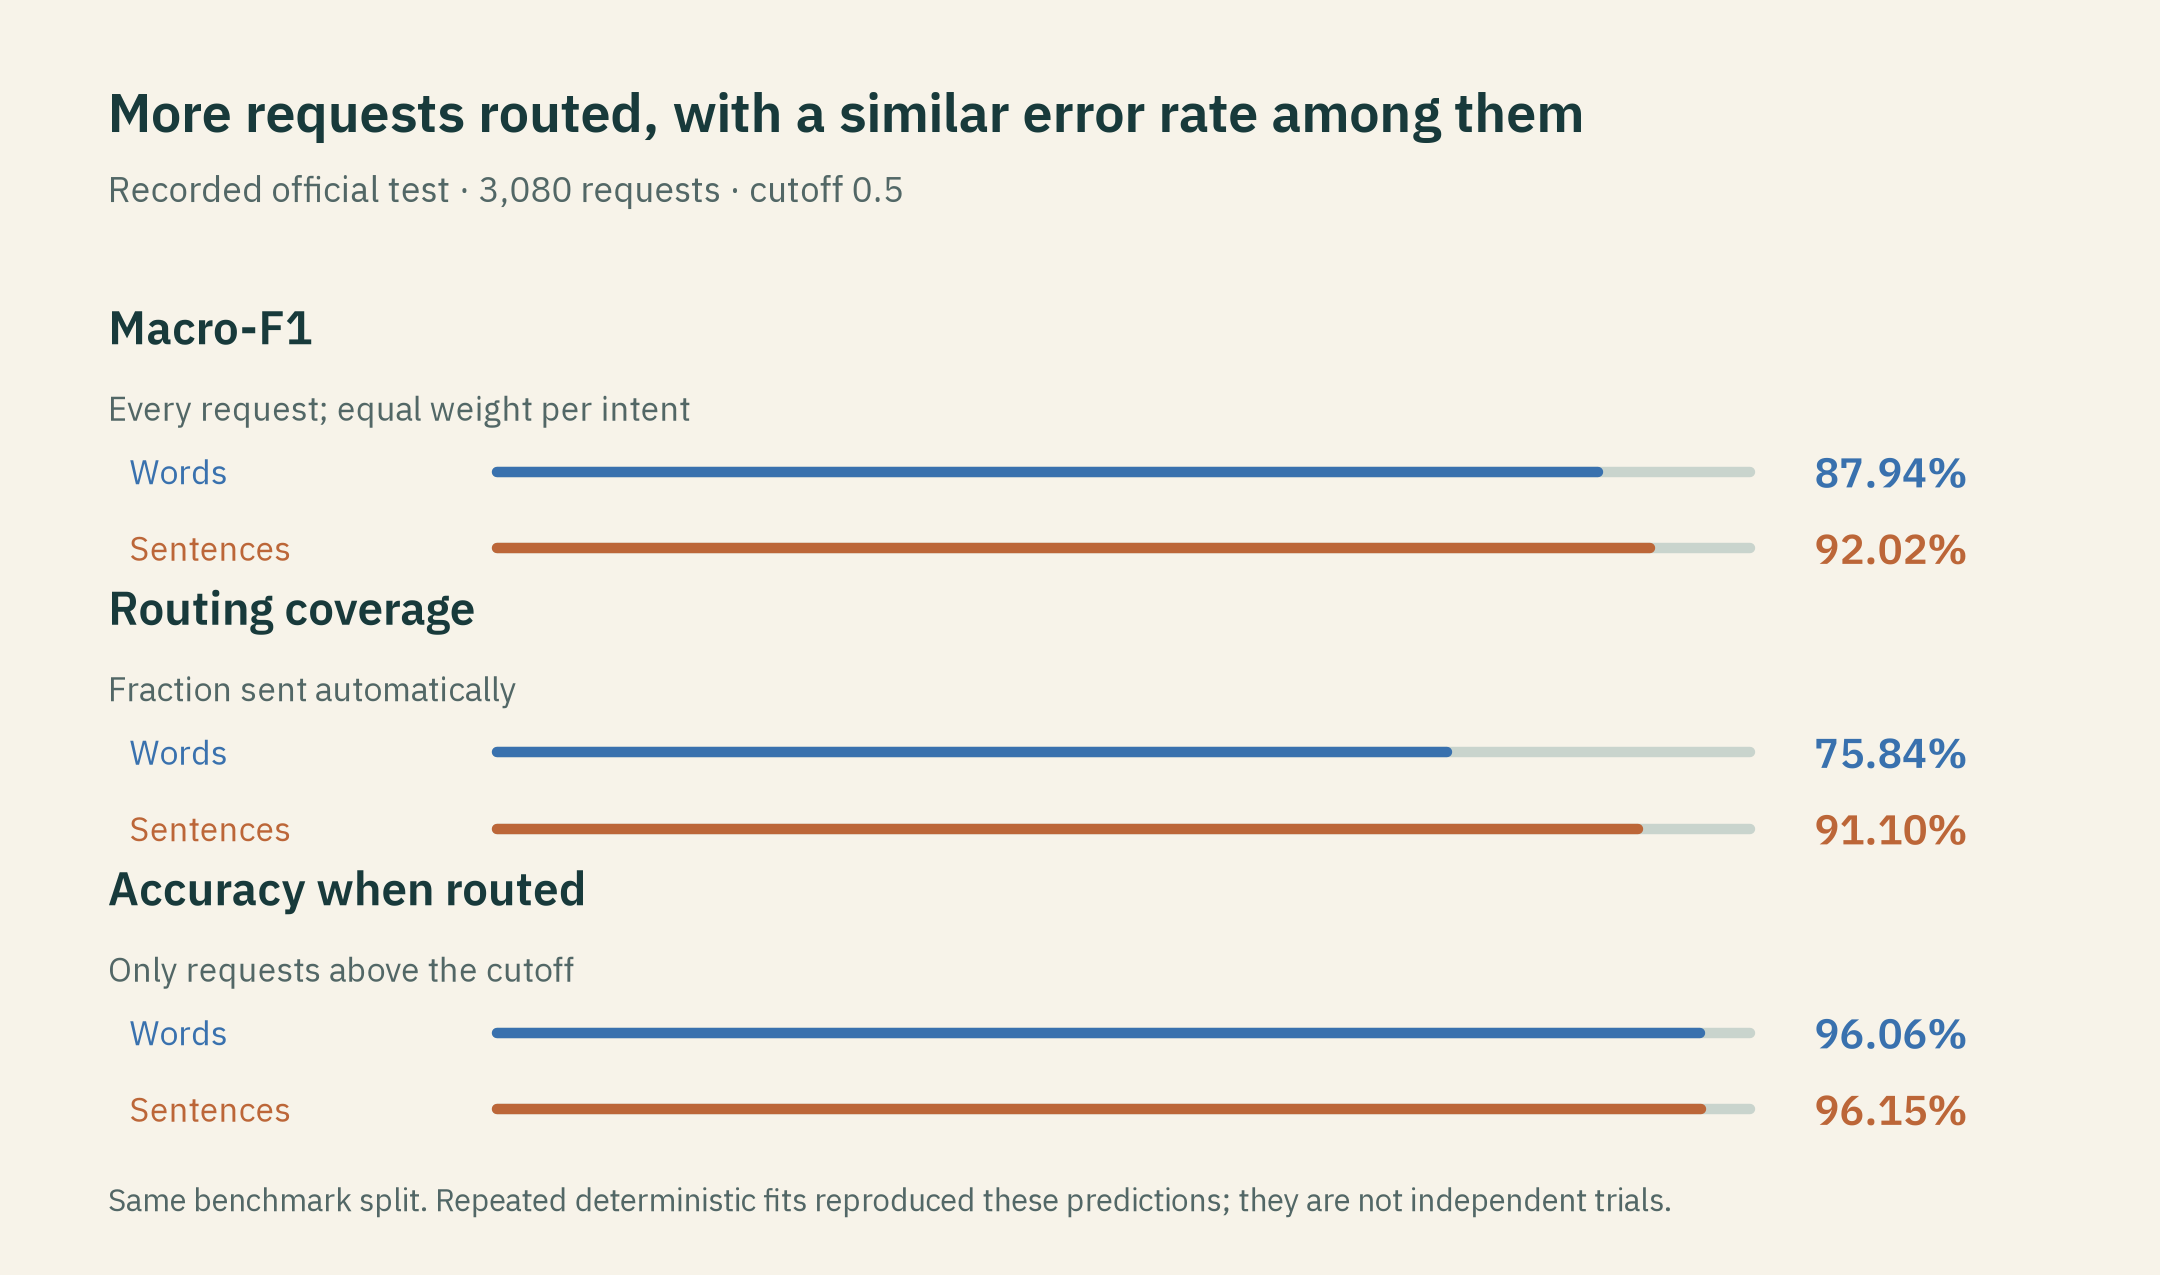 More requests routed, with a similar error rate among them
Recorded official test · 3,080 requests · cutoff 0.5
Macro-F1
Every request; equal weight per intent
Words 87.94%
Sentences 92.02%
Routing coverage
Fraction sent automatically
Words 75.84%
Sentences 91.10%
Accuracy when routed
Only requests above the cutoff
Words 96.06%
Sentences 96.15%
Same benchmark split. Repeated deterministic fits reproduced these predictions; they are not independent trials.